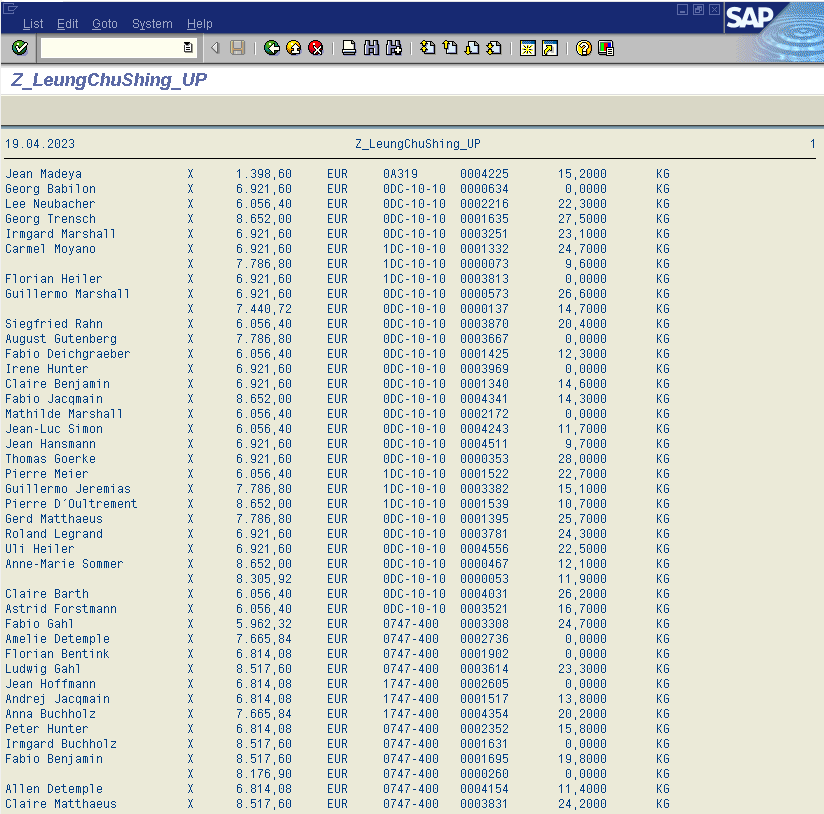 List Edit Goto System Help
SAP
Z_LeungChuShing_UP
19.04.2023 Z_LeungChuShing_UP 1
Jean Madeya X 1.398,60 EUR 0A319 0004225 15,2000 KG
Georg Babilon X 6.921,60 EUR 0DC-10-10 0000634 0,0000 KG
Lee Neubacher X 6.056,40 EUR 0DC-10-10 0002216 22,3000 KG
Georg Trensch X 8.652,00 EUR 0DC-10-10 0001635 27,5000 KG
Irmgard Marshall X 6.921,60 EUR 0DC-10-10 0003251 23,1000 KG
Carmel Moyano X 6.921,60 EUR 1DC-10-10 0001332 24,7000 KG
X 7.786,80 EUR 1DC-10-10 0000073 9,6000 KG
Florian Heiler X 6.921,60 EUR 1DC-10-10 0003813 0,0000 KG
Guillermo Marshall X 6.921,60 EUR 0DC-10-10 0000573 26,6000 KG
X 7.440,72 EUR 0DC-10-10 0000137 14,7000 KG
Siegfried Rahn X 6.056,40 EUR 0DC-10-10 0003870 20,4000 KG
August Gutenberg X 7.786,80 EUR 0DC-10-10 0003667 0,0000 KG
Fabio Deichgraeber X 6.056,40 EUR 0DC-10-10 0001425 12,3000 KG
Irene Hunter X 6.921,60 EUR 0DC-10-10 0003969 0,0000 KG
Claire Benjamin X 6.921,60 EUR 0DC-10-10 0001340 14,6000 KG
Fabio Jacqmain X 8.652,00 EUR 0DC-10-10 0004341 14,3000 KG
Mathilde Marshall X 6.056,40 EUR 0DC-10-10 0002172 0,0000 KG
Jean-Luc Simon X 6.056,40 EUR 0DC-10-10 0004243 11,7000 KG
Jean Hansmann X 6.921,60 EUR 0DC-10-10 0004511 9,7000 KG
Thomas Goerke X 6.921,60 EUR 0DC-10-10 0000353 28,0000 KG
Pierre Meier X 6.056,40 EUR 1DC-10-10 0001522 22,7000 KG
Guillermo Jeremias X 7.786,80 EUR 1DC-10-10 0003382 15,1000 KG
Pierre D´Oultrement X 8.652,00 EUR 1DC-10-10 0001539 10,7000 KG
Gerd Matthaeus X 7.786,80 EUR 0DC-10-10 0001395 25,7000 KG
Roland Legrand X 6.921,60 EUR 0DC-10-10 0003781 24,3000 KG
Uli Heiler X 6.921,60 EUR 0DC-10-10 0004556 22,5000 KG
Anne-Marie Sommer X 8.652,00 EUR 0DC-10-10 0000467 12,1000 KG
X 8.305,92 EUR 0DC-10-10 0000053 11,9000 KG
Claire Barth X 6.056,40 EUR 0DC-10-10 0004031 26,2000 KG
Astrid Forstmann X 6.056,40 EUR 0DC-10-10 0003521 16,7000 KG
Fabio Gahl X 5.962,32 EUR 0747-400 0003308 24,7000 KG
Amelie Detemple X 7.665,84 EUR 0747-400 0002736 0,0000 KG
Florian Bentink X 6.814,08 EUR 0747-400 0001902 0,0000 KG
Ludwig Gahl X 8.517,60 EUR 0747-400 0003614 23,3000 KG
Jean Hoffmann X 6.814,08 EUR 1747-400 0002605 0,0000 KG
Andrej Jacqmain X 6.814,08 EUR 1747-400 0001517 13,8000 KG
Anna Buchholz X 7.665,84 EUR 1747-400 0004354 20,2000 KG
Peter Hunter X 6.814,08 EUR 0747-400 0002352 15,8000 KG
Irmgard Buchholz X 8.517,60 EUR 0747-400 0001631 0,0000 KG
Fabio Benjamin X 8.517,60 EUR 0747-400 0001695 19,8000 KG
X 8.176,90 EUR 0747-400 0000260 0,0000 KG
Allen Detemple X 6.814,08 EUR 0747-400 0004154 11,4000 KG
Claire Matthaeus X 8.517,60 EUR 0747-400 0003831 24,2000 KG